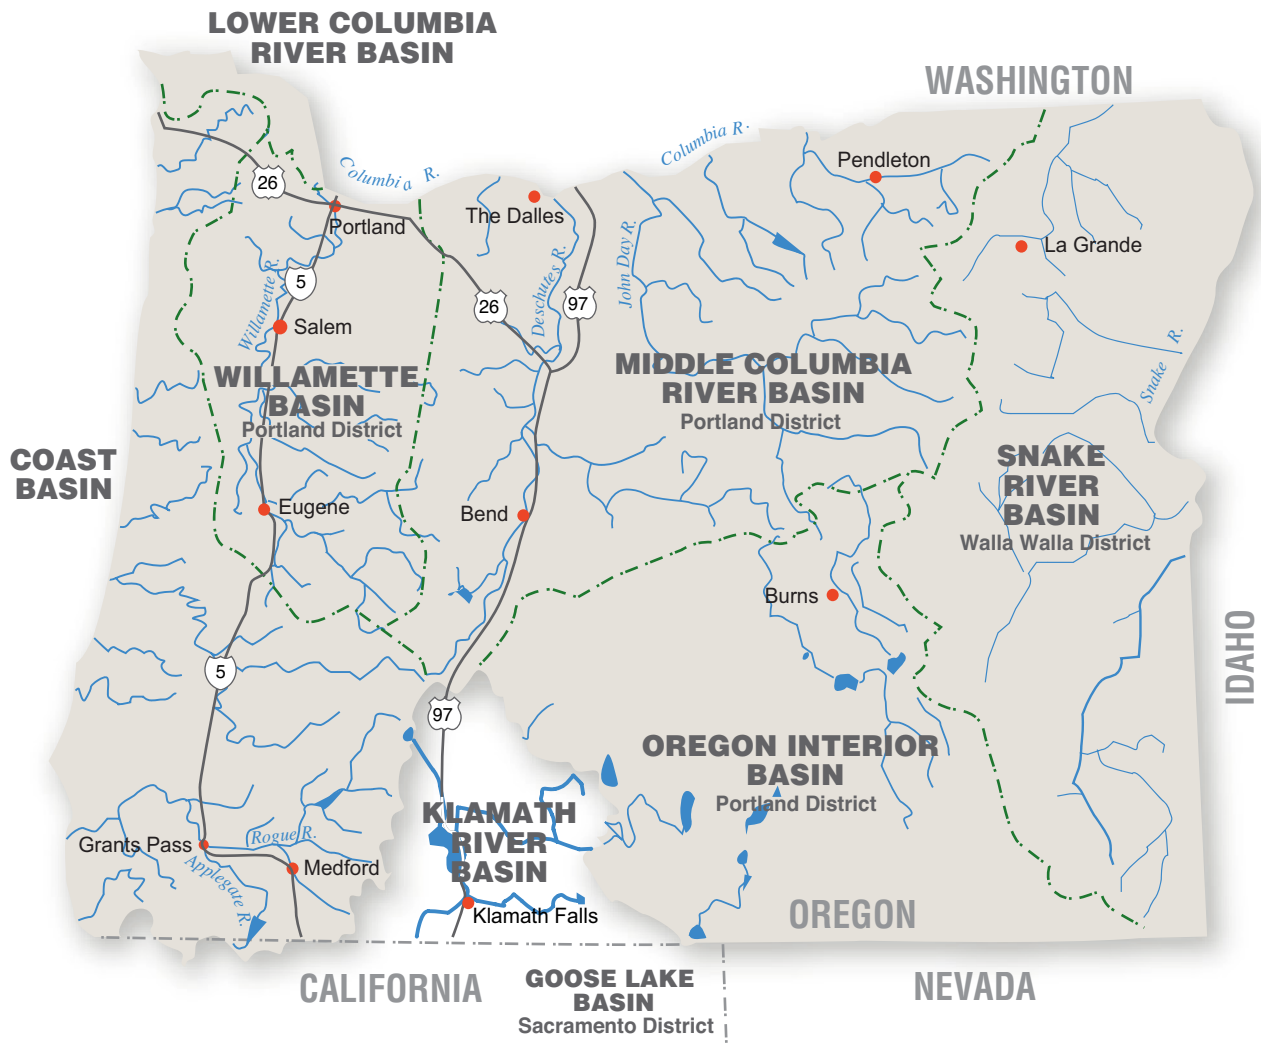 LOWER COLUMBIA
RIVER BASIN
WASHINGTON
Columbia R.
Pendleton
Columbia R.
26
The Dalles
Portland
La Grande
John Day R.
Deschutes R.
Willamette R.
5
26
97
Salem
Snake R.
WILLAMETTE
BASIN
Portland District
MIDDLE COLUMBIA
RIVER BASIN
Portland District
COAST
BASIN
SNAKE
RIVER
BASIN
Walla Walla District
Eugene
Bend
Burns
IDAHO
5
97
OREGON INTERIOR
BASIN
Portland District
KLAMATH
RIVER
BASIN
Rogue R.
Grants Pass
Applegate R.
Medford
Klamath Falls
OREGON
CALIFORNIA
GOOSE LAKE
BASIN
Sacramento District
NEVADA